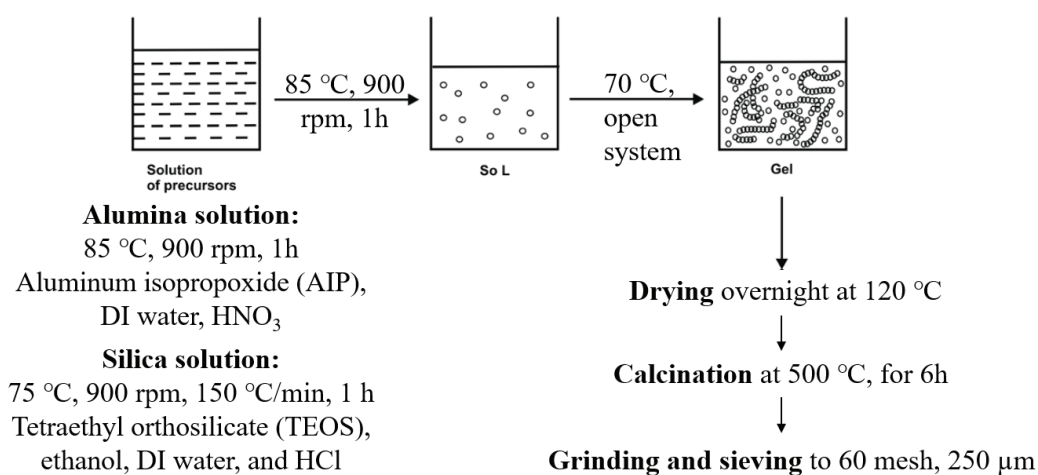 85 °C, 900
rpm, 1h
70 °C,
open
system
Solution
of precursors
So L
Gel
Alumina solution:
85 °C, 900 rpm, 1h
Aluminum isopropoxide (AIP),
DI water, HNO₃
Silica solution:
75 °C, 900 rpm, 150 °C/min, 1 h
Tetraethyl orthosilicate (TEOS),
ethanol, DI water, and HCl
Drying overnight at 120 °C
Calcination at 500 °C, for 6h
Grinding and sieving to 60 mesh, 250 µm